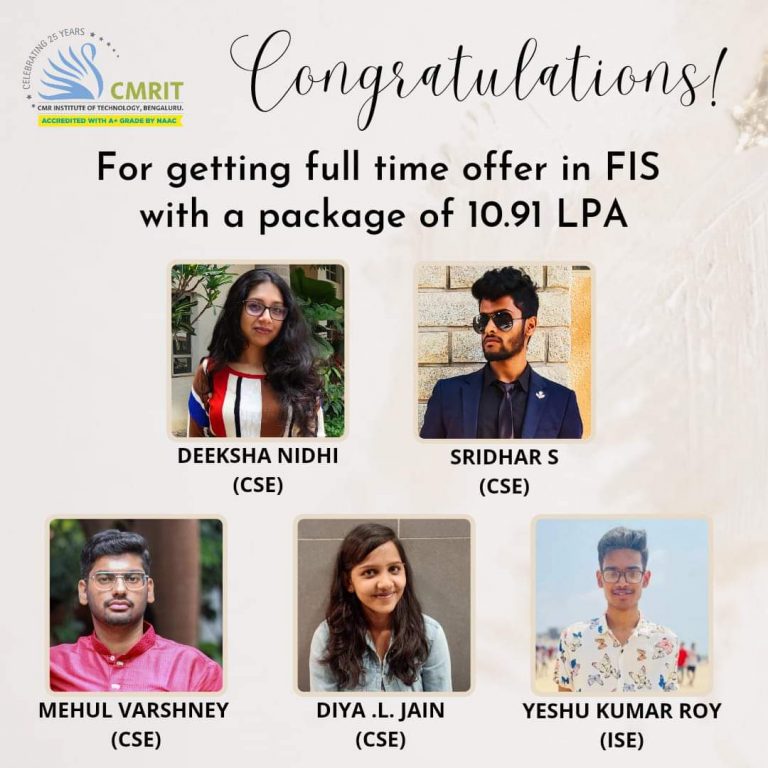 CELEBRATING 25 YEARS
CMRIT
CMR INSTITUTE OF TECHNOLOGY, BENGALURU.
ACCREDITED WITH A+ GRADE BY NAAC
Congratulations!
For getting full time offer in FIS
with a package of 10.91 LPA
DEEKSHA NIDHI
(CSE)
SRIDHAR S
(CSE)
MEHUL VARSHNEY
(CSE)
DIYA .L. JAIN
(CSE)
YESHU KUMAR ROY
(ISE)